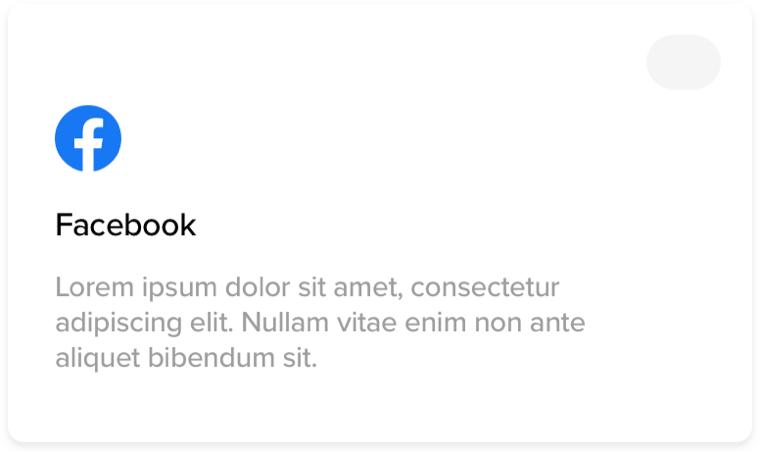 Facebook
Lorem ipsum dolor sit amet, consectetur
adipiscing elit. Nullam vitae enim non ante
aliquet bibendum sit.